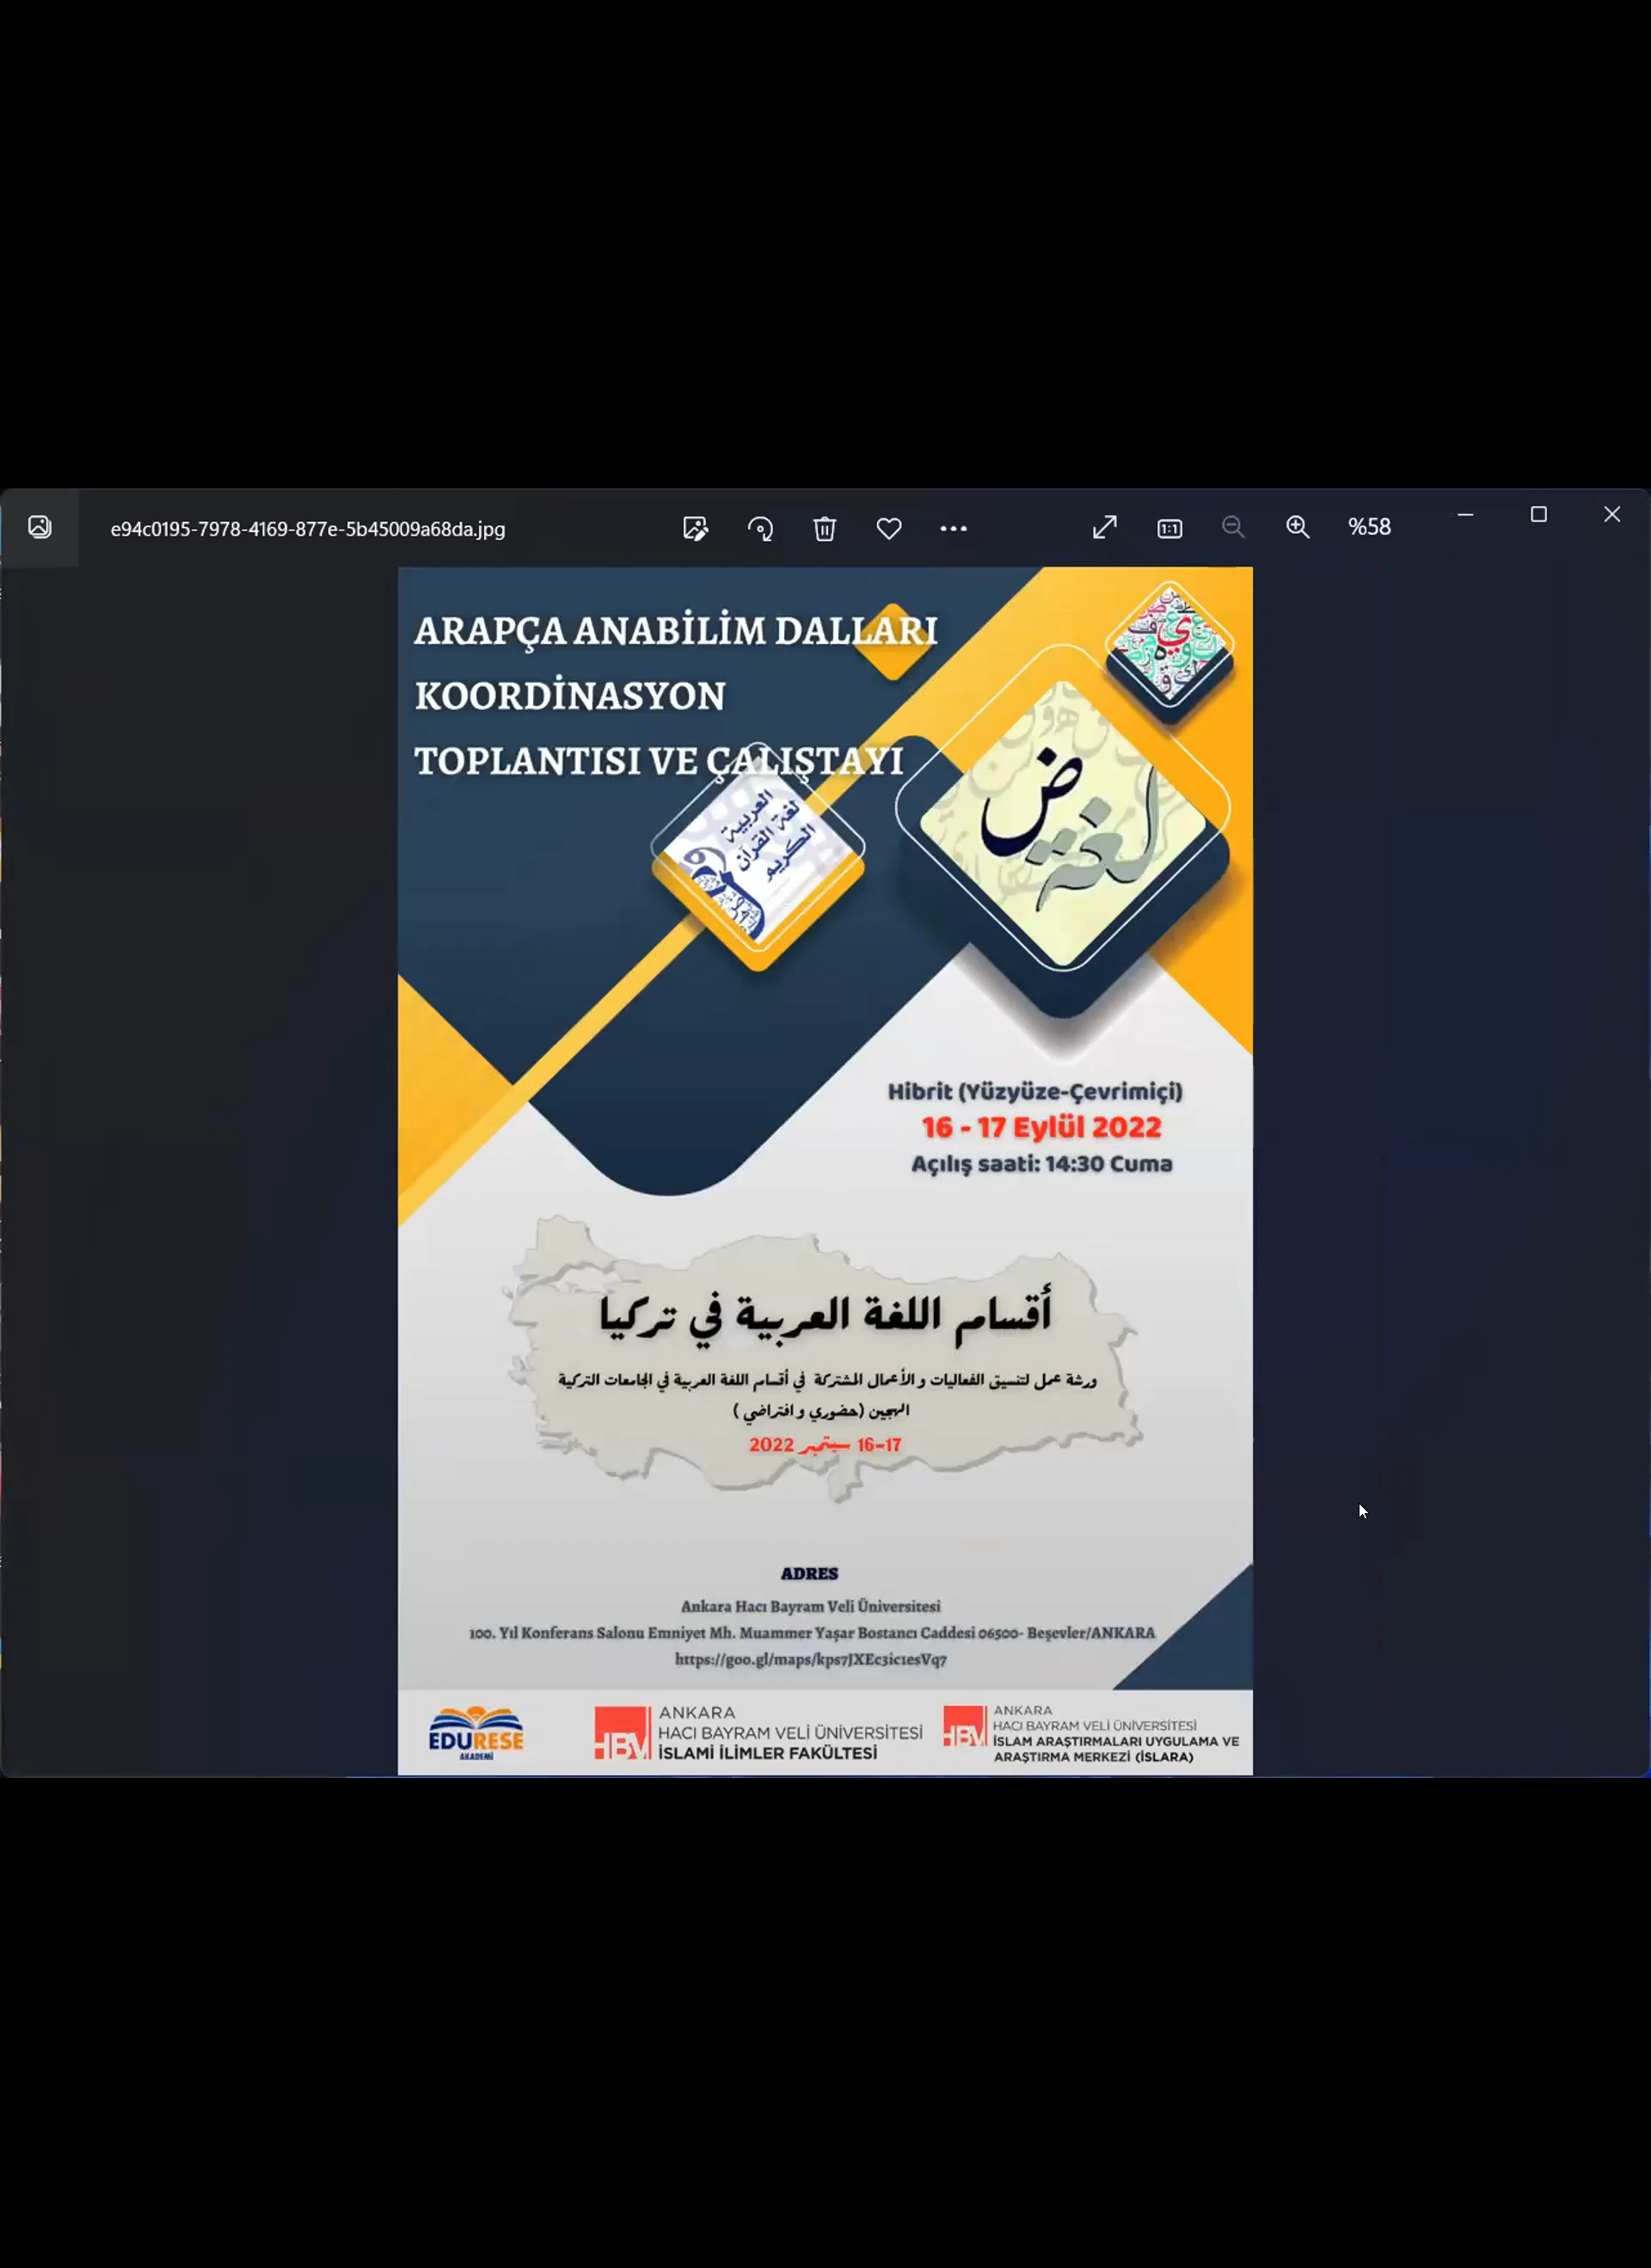 e94c0195-7978-4169-877e-5b45009a68da.jpg
1:1
%58
ARAPÇA ANABİLİM DALLARI
KOORDİNASYON
TOPLANTISI VE ÇALIŞTAYI
لغة
العربية
لغة القرآن
الكريم
ض
Hibrit (Yüzyüze-Çevrimiçi)
16 - 17 Eylül 2022
Açılış saati: 14:30 Cuma
أقسام اللغة العربية في تركيا
ورشة عمل لتنسيق الفعاليات و الأعمال المشتركة في أقسام اللغة العربية في الجامعات التركية
الهجين (حضوري و افتراضي )
16-17 سبتمبر 2022
ADRES
Ankara Hacı Bayram Veli Üniversitesi
100. Yıl Konferans Salonu Emniyet Mh. Muammer Yaşar Bostancı Caddesi 06500- Beşevler/ANKARA
https://goo.gl/maps/kps7JXEc3ic1esVq7
EDURESE
AKADEMİ
HBV
ANKARA
HACI BAYRAM VELİ ÜNİVERSİTESİ
İSLAMİ İLİMLER FAKÜLTESİ
HBV
ANKARA
HACI BAYRAM VELİ ÜNİVERSİTESİ
İSLAM ARAŞTIRMALARI UYGULAMA VE
ARAŞTIRMA MERKEZİ (İSLARA)